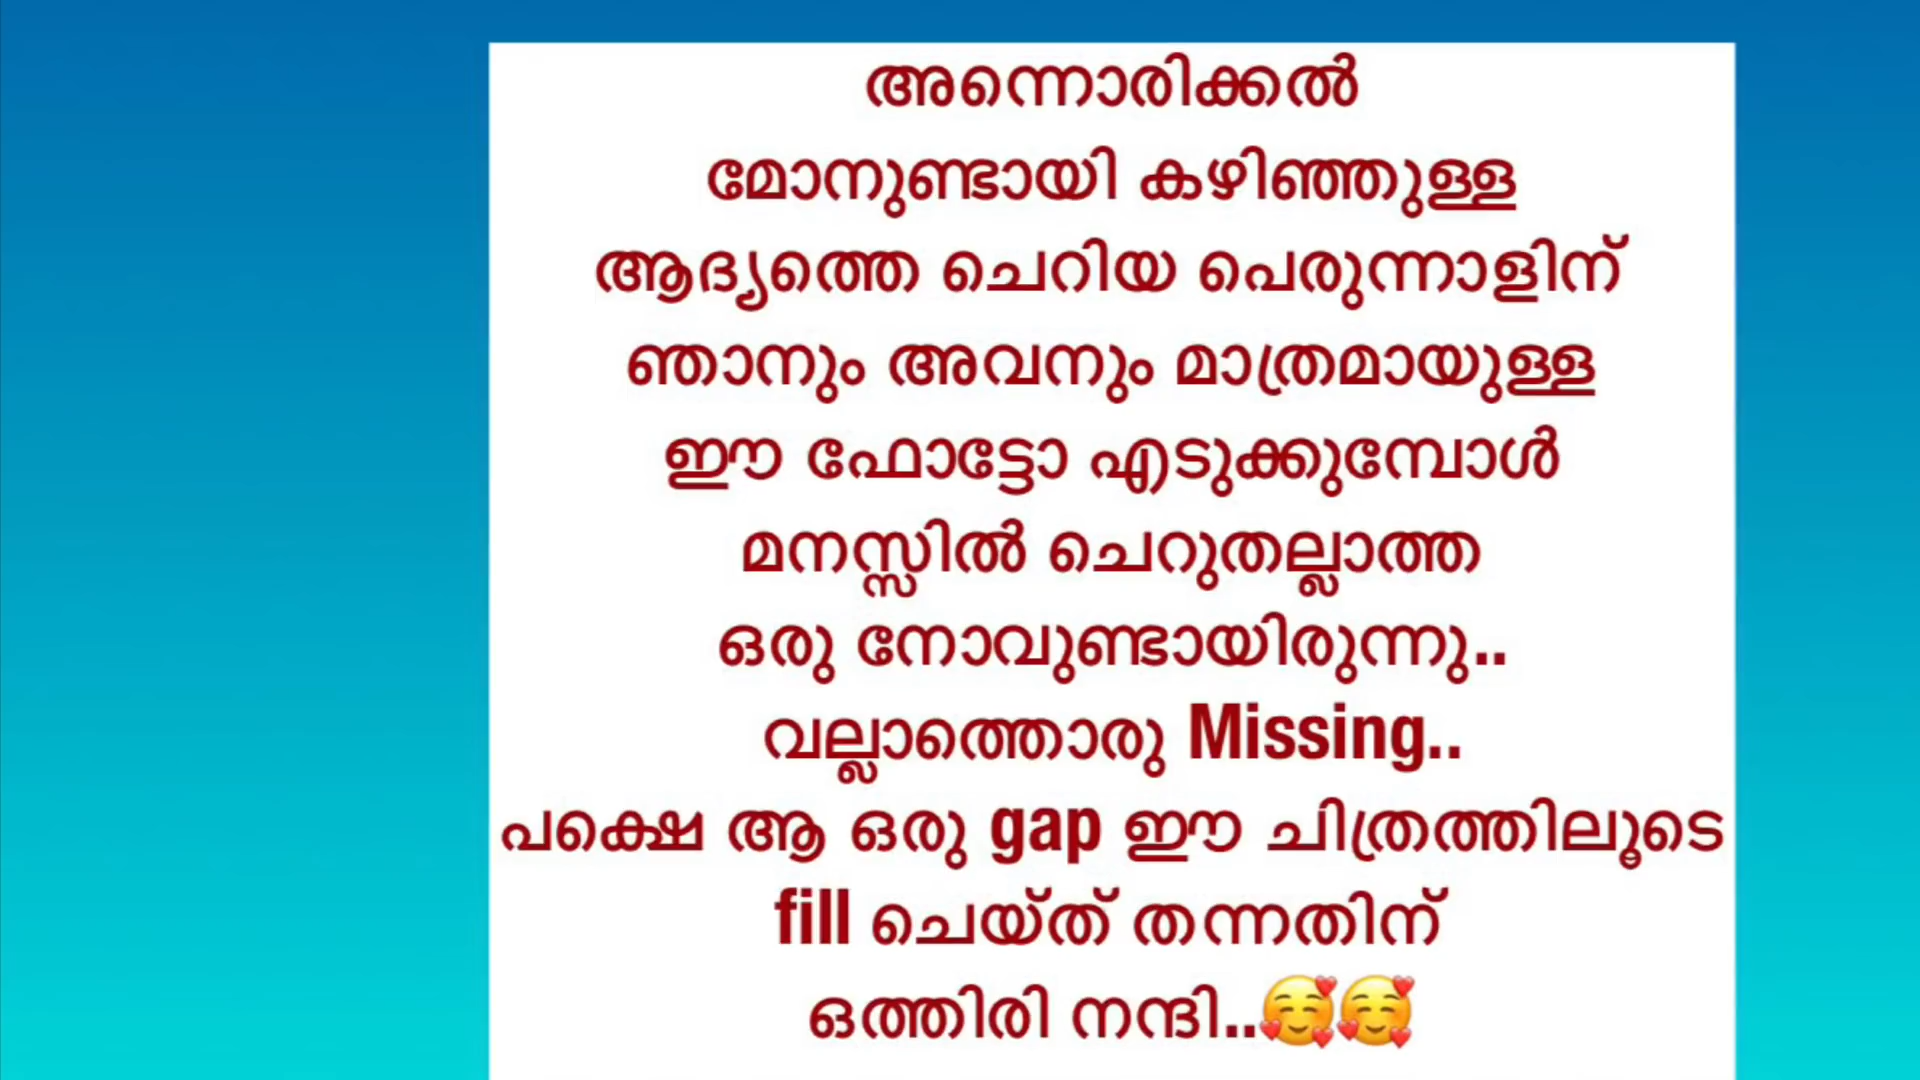 അന്നൊരിക്കൽ
മോനുണ്ടായി കഴിഞ്ഞുള്ള
ആദ്യത്തെ ചെറിയ പെരുന്നാളിന്
ഞാനും അവനും മാത്രമായുള്ള
ഈ ഫോട്ടോ എടുക്കുമ്പോൾ
മനസ്സിൽ ചെറുതല്ലാത്ത
ഒരു നോവുണ്ടായിരുന്നു..
വല്ലാത്തൊരു Missing..
പക്ഷെ ആ ഒരു gap ഈ ചിത്രത്തിലൂടെ
fill ചെയ്ത് തന്നതിന്
ഒത്തിരി നന്ദി..🥰🥰